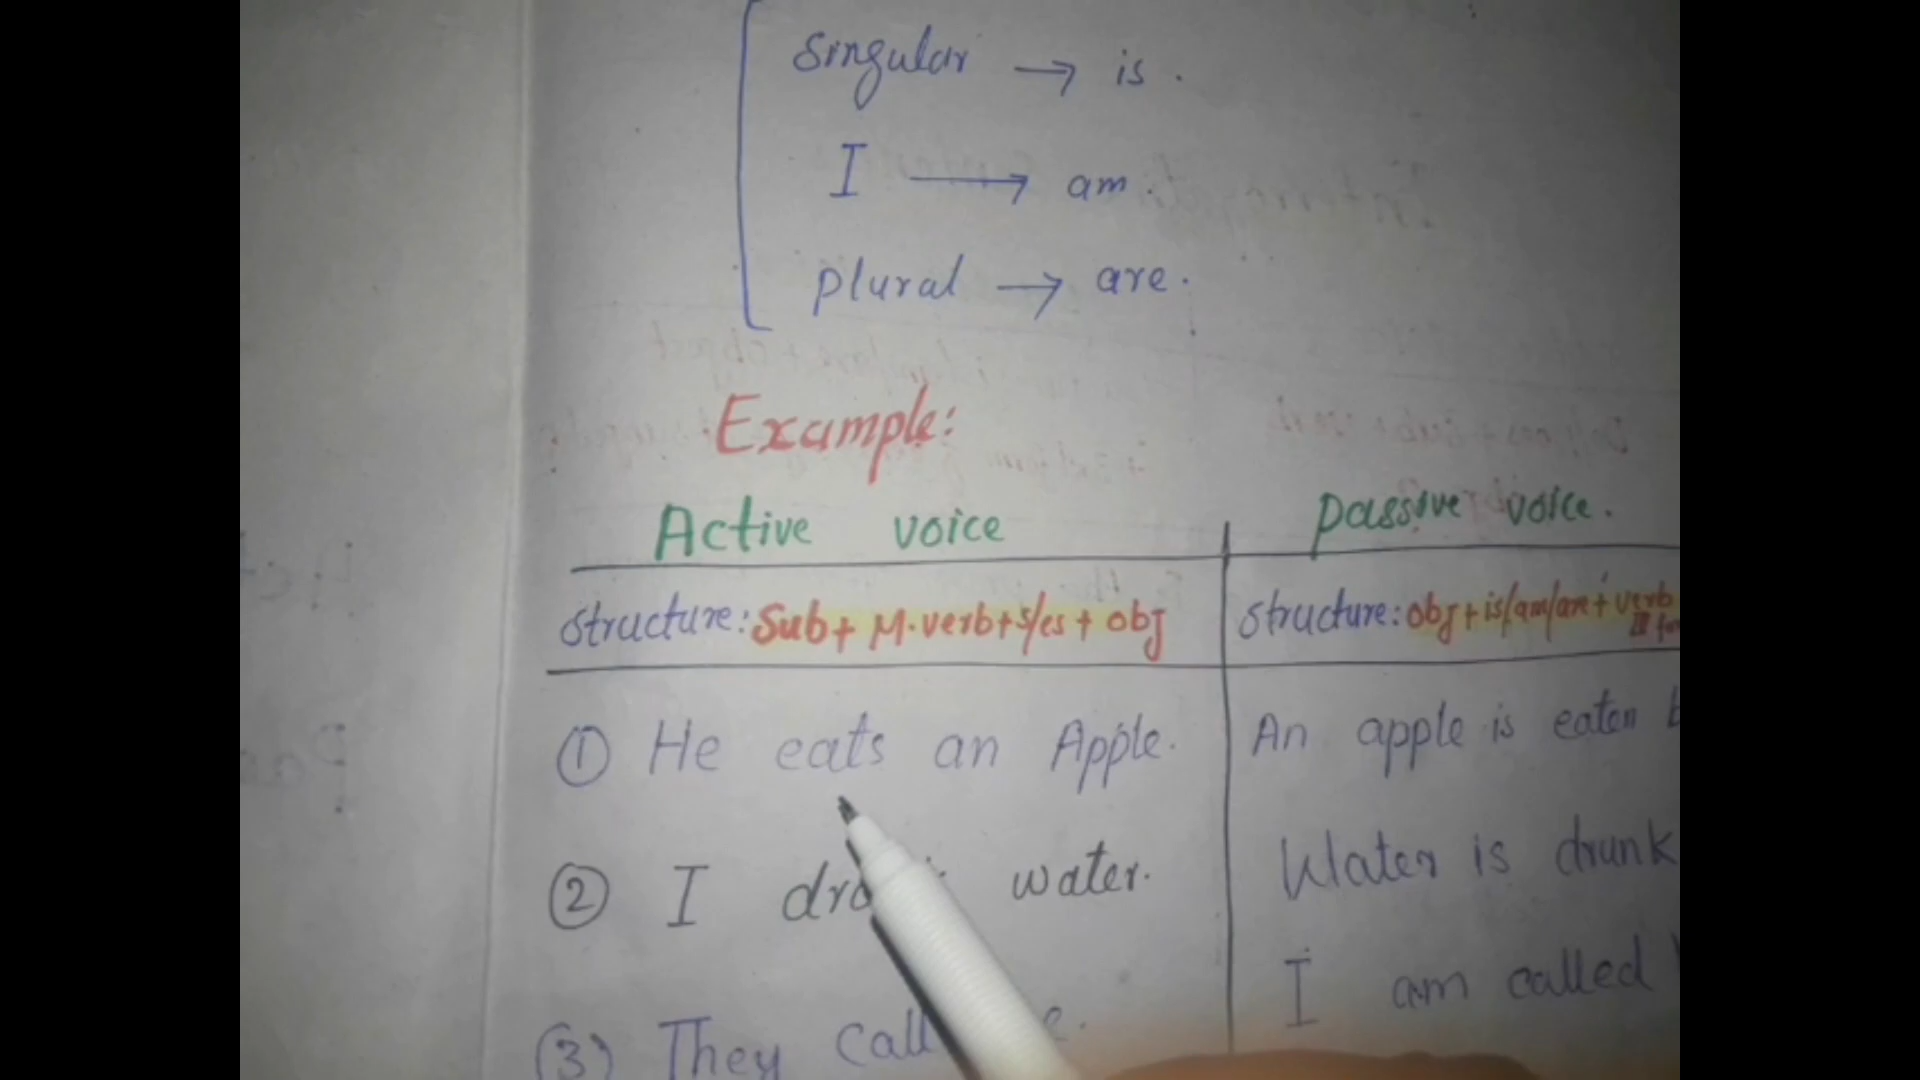 Singular → is.
I → am.
plural → are.
Example:
Active voice
passive voice.
Structure: Sub + M.verb + s/es + obj
Structure: obj + is/am/are + verb
III
① He eats an Apple.
An apple is eaten
② I water.
Water is drunk
③ They call
I am called